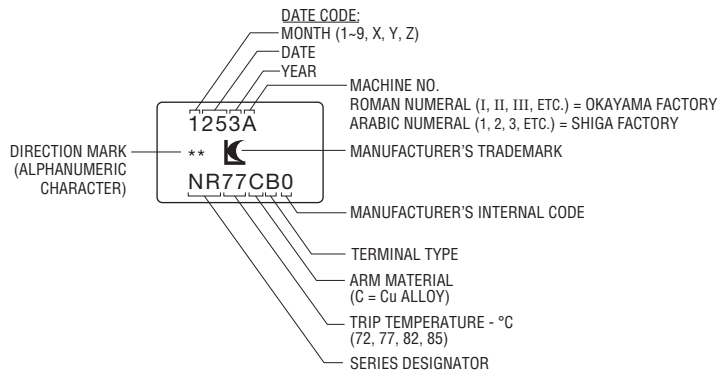 DATE CODE:
MONTH (1~9, X, Y, Z)
DATE
YEAR
MACHINE NO.
ROMAN NUMERAL (I, II, III, ETC.) = OKAYAMA FACTORY
ARABIC NUMERAL (1, 2, 3, ETC.) = SHIGA FACTORY
1253A
DIRECTION MARK
(ALPHANUMERIC
CHARACTER)
**
MANUFACTURER'S TRADEMARK
NR77CB0
MANUFACTURER'S INTERNAL CODE
TERMINAL TYPE
ARM MATERIAL
(C = Cu ALLOY)
TRIP TEMPERATURE - °C
(72, 77, 82, 85)
SERIES DESIGNATOR